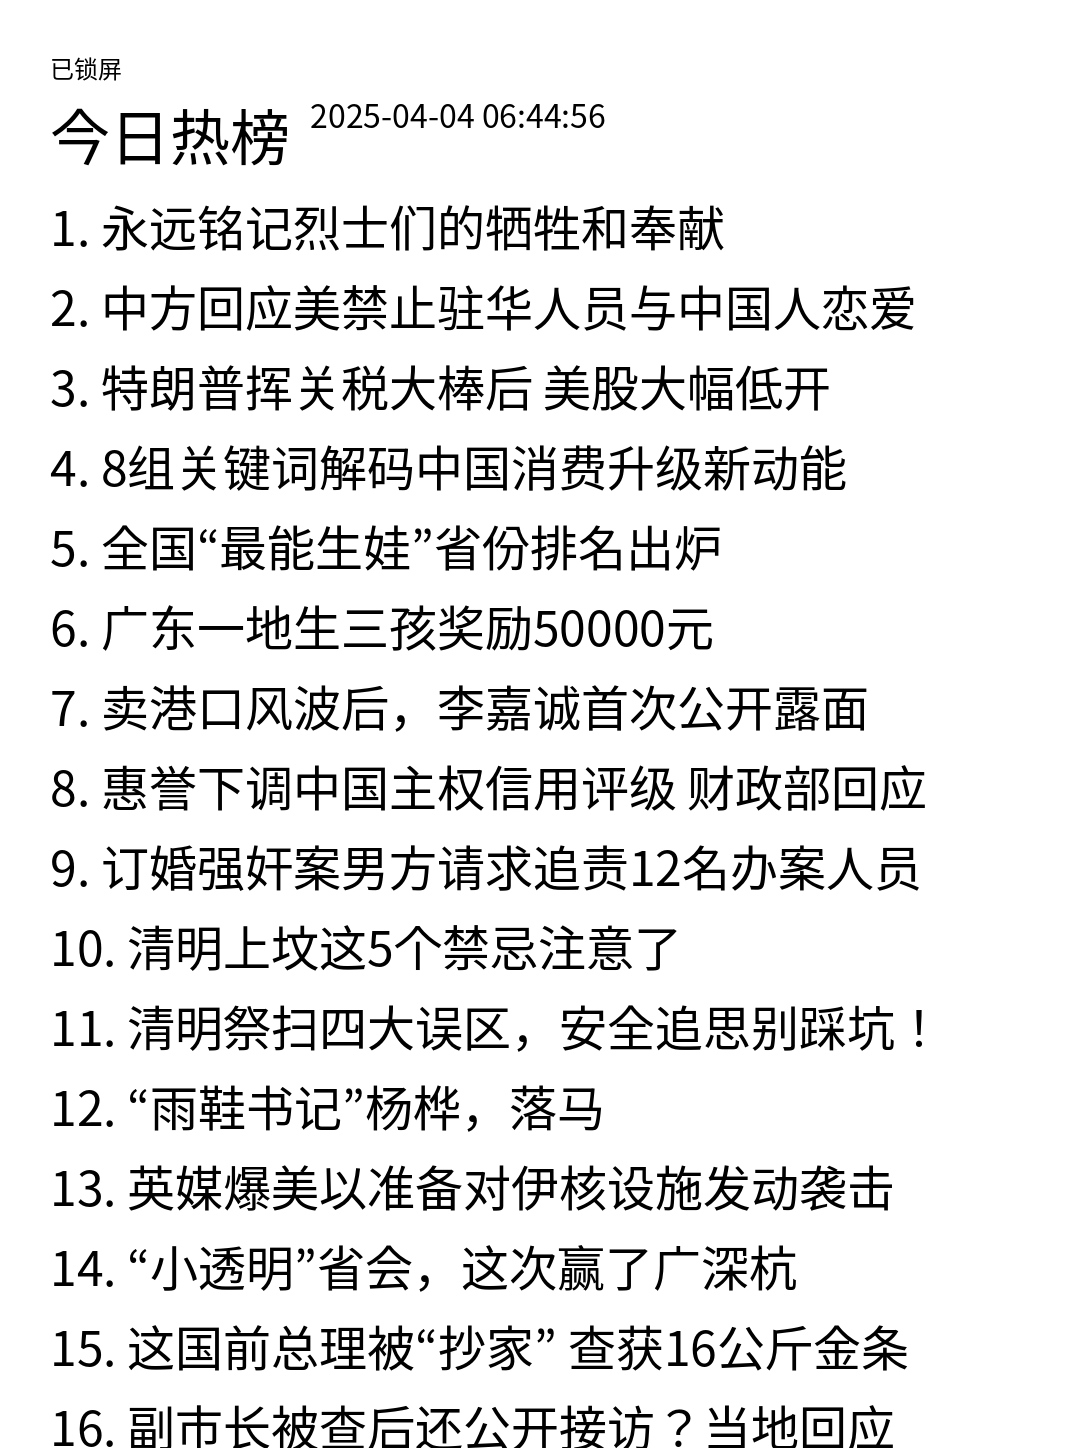 已锁屏
今日热榜 2025-04-04 06:44:56
1. 永远铭记烈士们的牺牲和奉献
2. 中方回应美禁止驻华人员与中国人恋爱
3. 特朗普挥关税大棒后 美股大幅低开
4. 8组关键词解码中国消费升级新动能
5. 全国“最能生娃”省份排名出炉
6. 广东一地生三孩奖励50000元
7. 卖港口风波后，李嘉诚首次公开露面
8. 惠誉下调中国主权信用评级 财政部回应
9. 订婚强奸案男方请求追责12名办案人员
10. 清明上坟这5个禁忌注意了
11. 清明祭扫四大误区，安全追思别踩坑！
12. “雨鞋书记”杨桦，落马
13. 英媒爆美以准备对伊核设施发动袭击
14. “小透明”省会，这次赢了广深杭
15. 这国前总理被“抄家” 查获16公斤金条
16. 副市长被查后还公开接访？当地回应